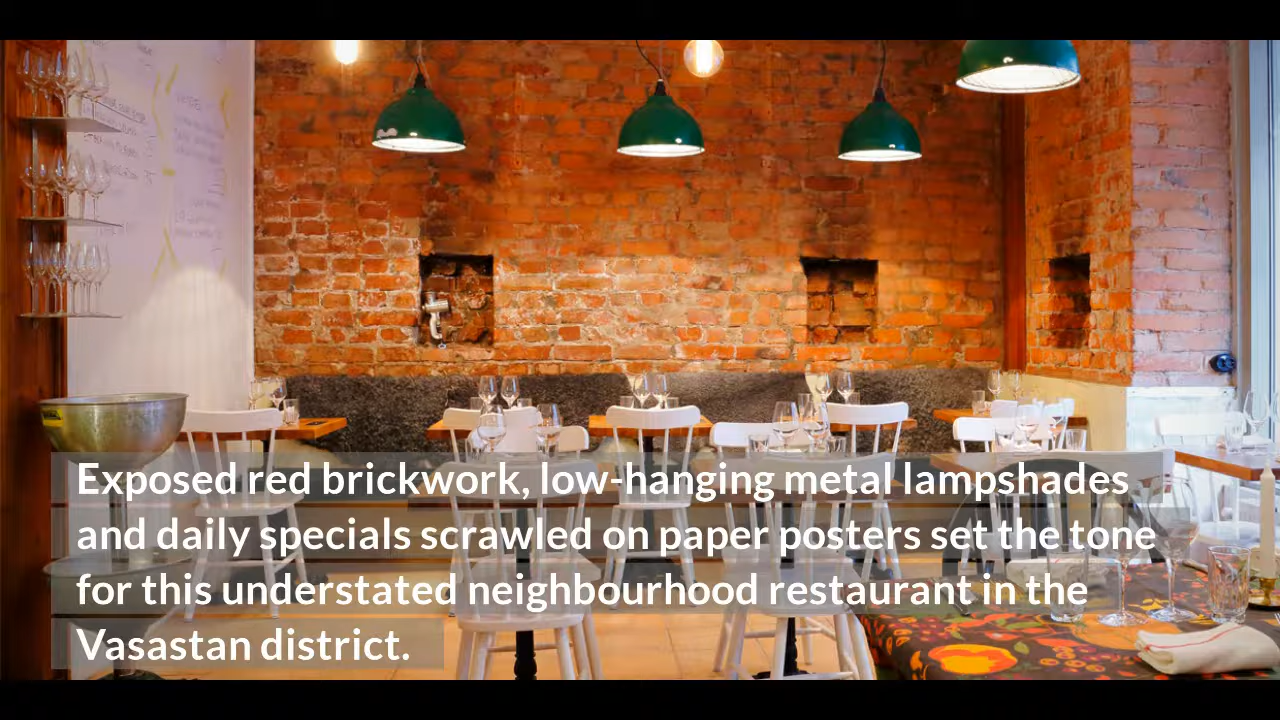 Exposed red brickwork, low-hanging metal lampshades
and daily specials scrawled on paper posters set the tone
for this understated neighbourhood restaurant in the
Vasastan district.